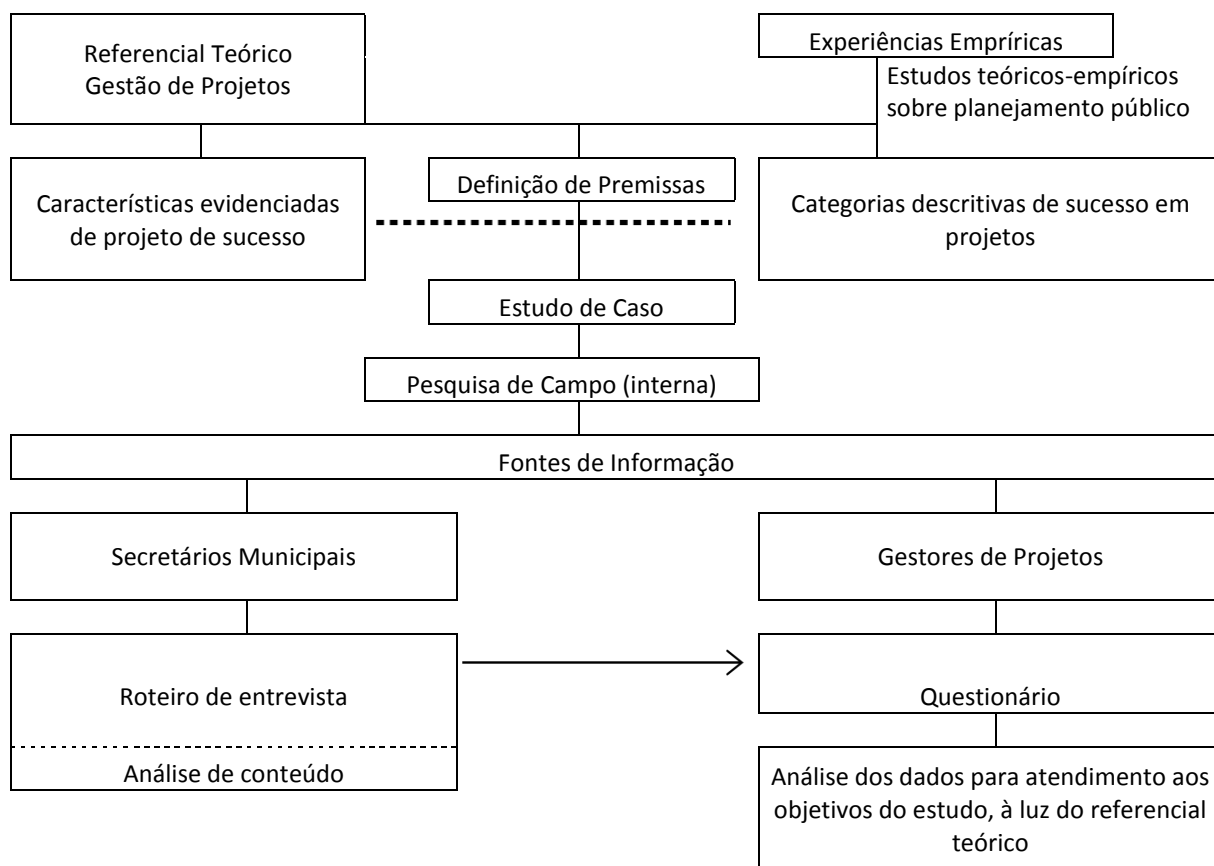 Referencial Teórico
Gestão de Projetos
Experiências Empríricas
Estudos teóricos-empíricos
sobre planejamento público
Características evidenciadas
de projeto de sucesso
Definição de Premissas
Categorias descritivas de sucesso em
projetos
Estudo de Caso
Pesquisa de Campo (interna)
Fontes de Informação
Secretários Municipais
Gestores de Projetos
Roteiro de entrevista
Questionário
Análise de conteúdo
Análise dos dados para atendimento aos
objetivos do estudo, à luz do referencial
teórico